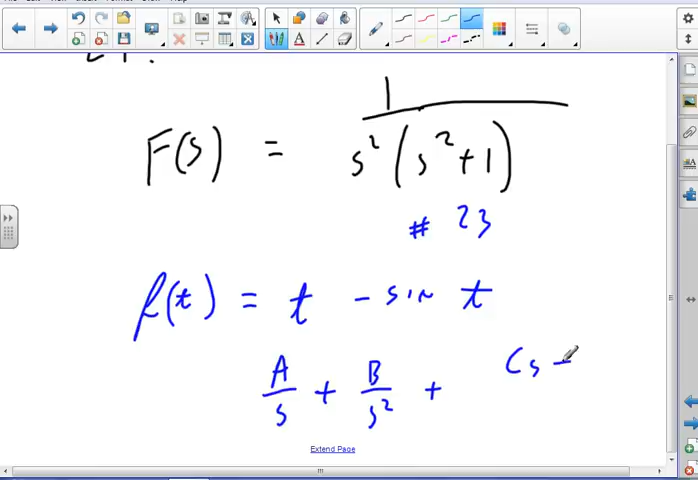 F(s) = 1 / s² (s² + 1)
# 23
f(t) = t - sin t
A/s + B/s² + Cs -
Extend Page